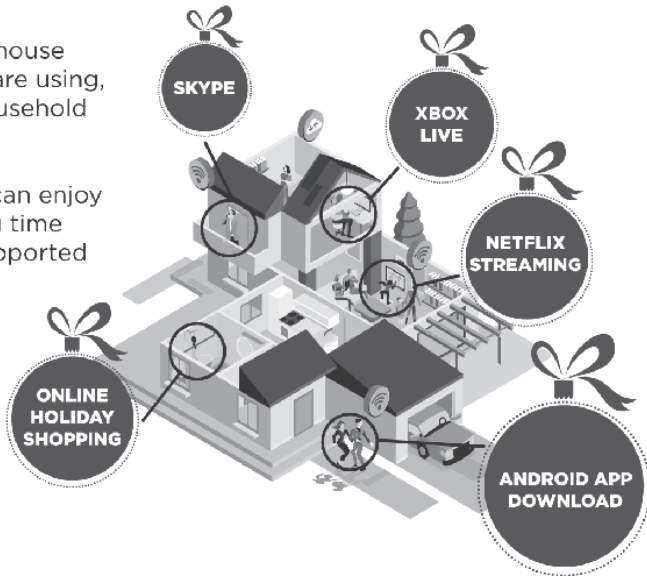 house
are using,
usehold
can enjoy
time
pported
SKYPE
XBOX
LIVE
NETFLIX
STREAMING
ONLINE
HOLIDAY
SHOPPING
ANDROID APP
DOWNLOAD